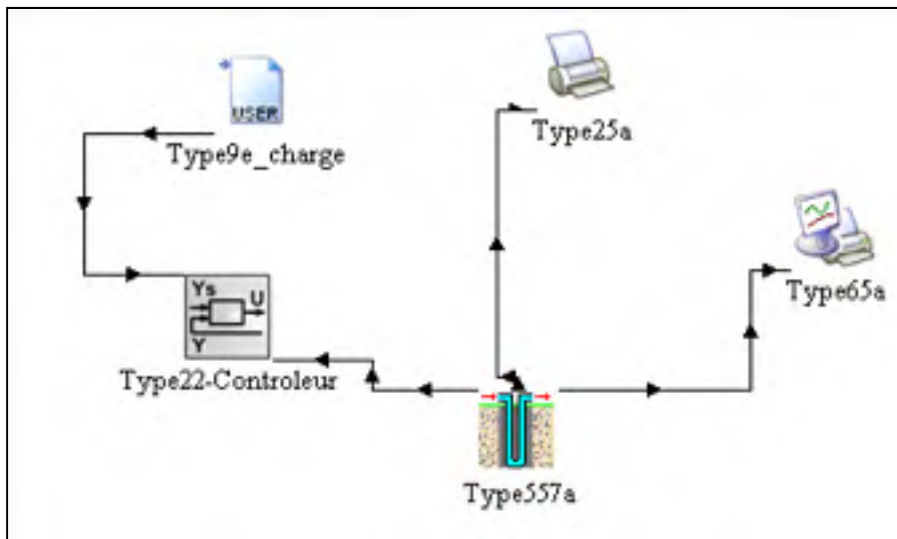 USER
Type9e_charge
Type25a
Type65a
Ys
U
Y
Type22-Controleur
Type557a